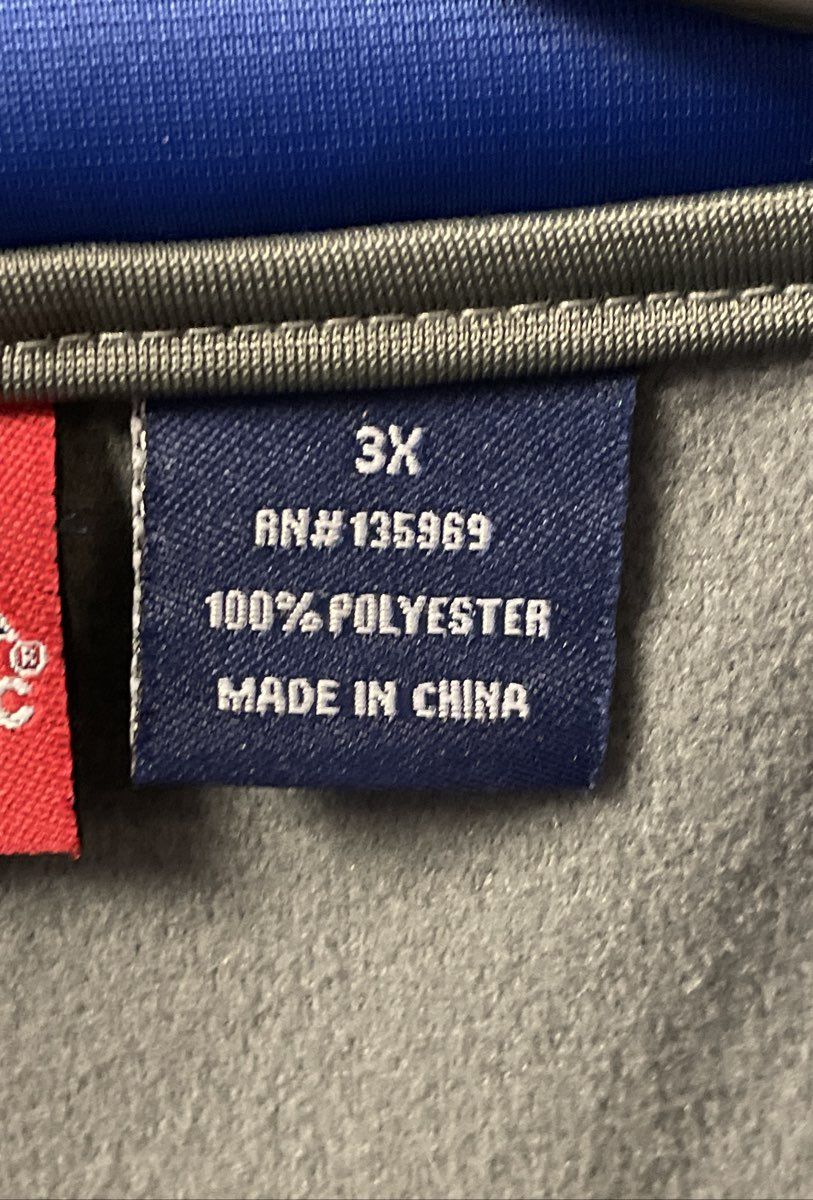 3X
RN#135969
100% POLYESTER
MADE IN CHINA
®
C